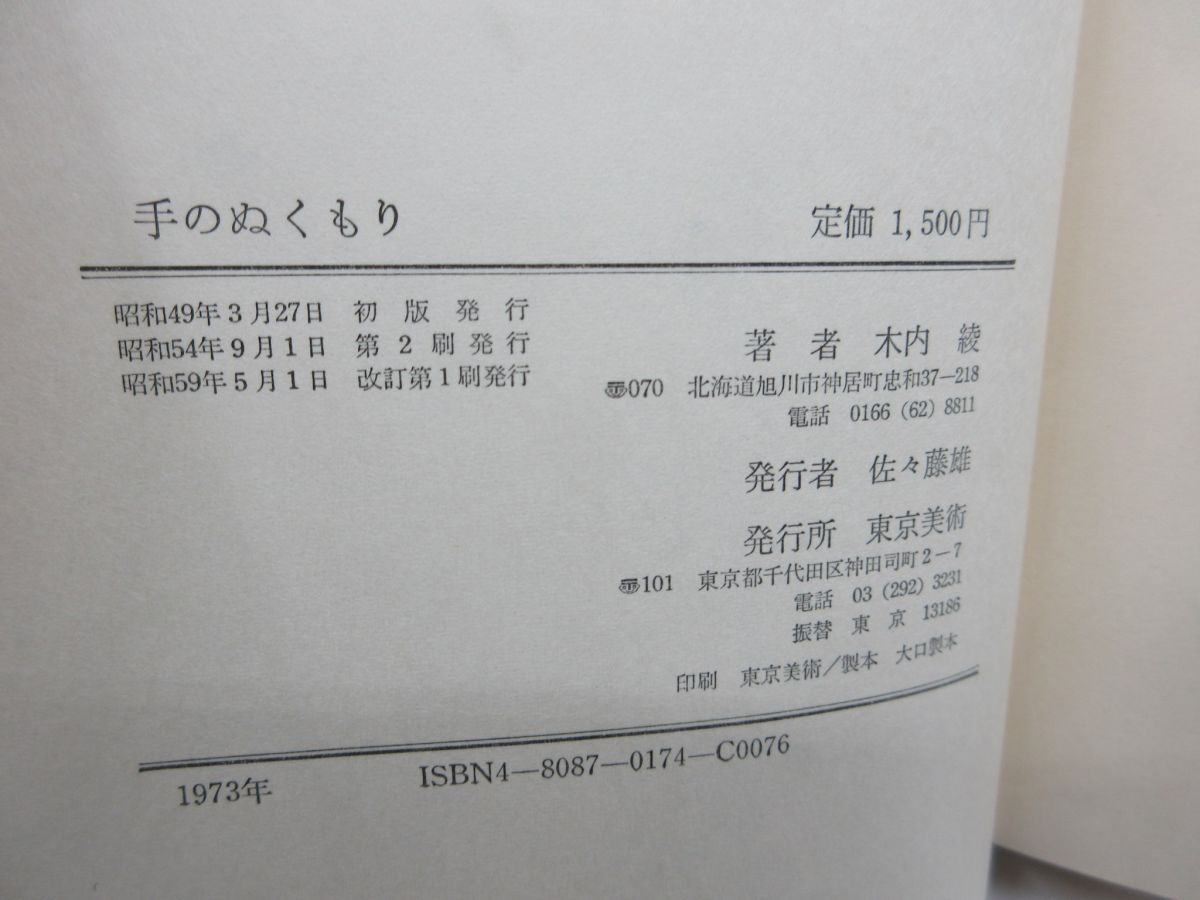 手のぬくもり
定価 1,500円
昭和49年3月27日 初版発行
昭和54年9月1日 第2刷発行
昭和59年5月1日 改訂第1刷発行
著者 木内 綾
〠070 北海道旭川市神居町忠和37−218
電話 0166 (62) 8811
発行者 佐々藤雄
発行所 東京美術
〠101 東京都千代田区神田司町2−7
電話 03 (292) 3231
振替 東京 13186
印刷 東京美術/製本 大口製本
1973年
ISBN4−8087−0174−C0076